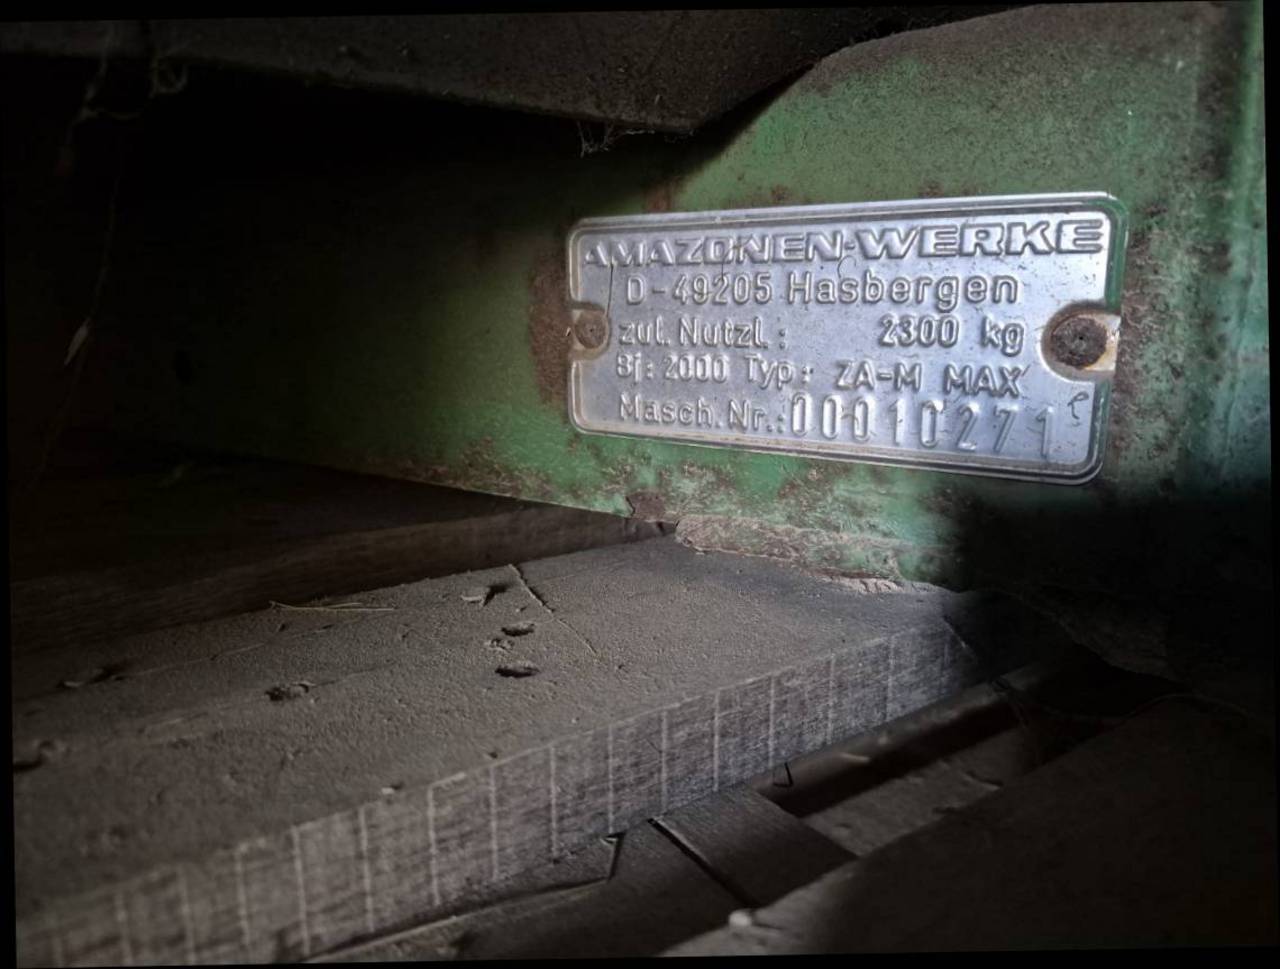 AMAZONEN-WERKE
D-49205 Hasbergen
zul. Nutzl.: 2300 kg
Bj: 2000 Typ: ZA-M MAX
Masch. Nr.: 00010271